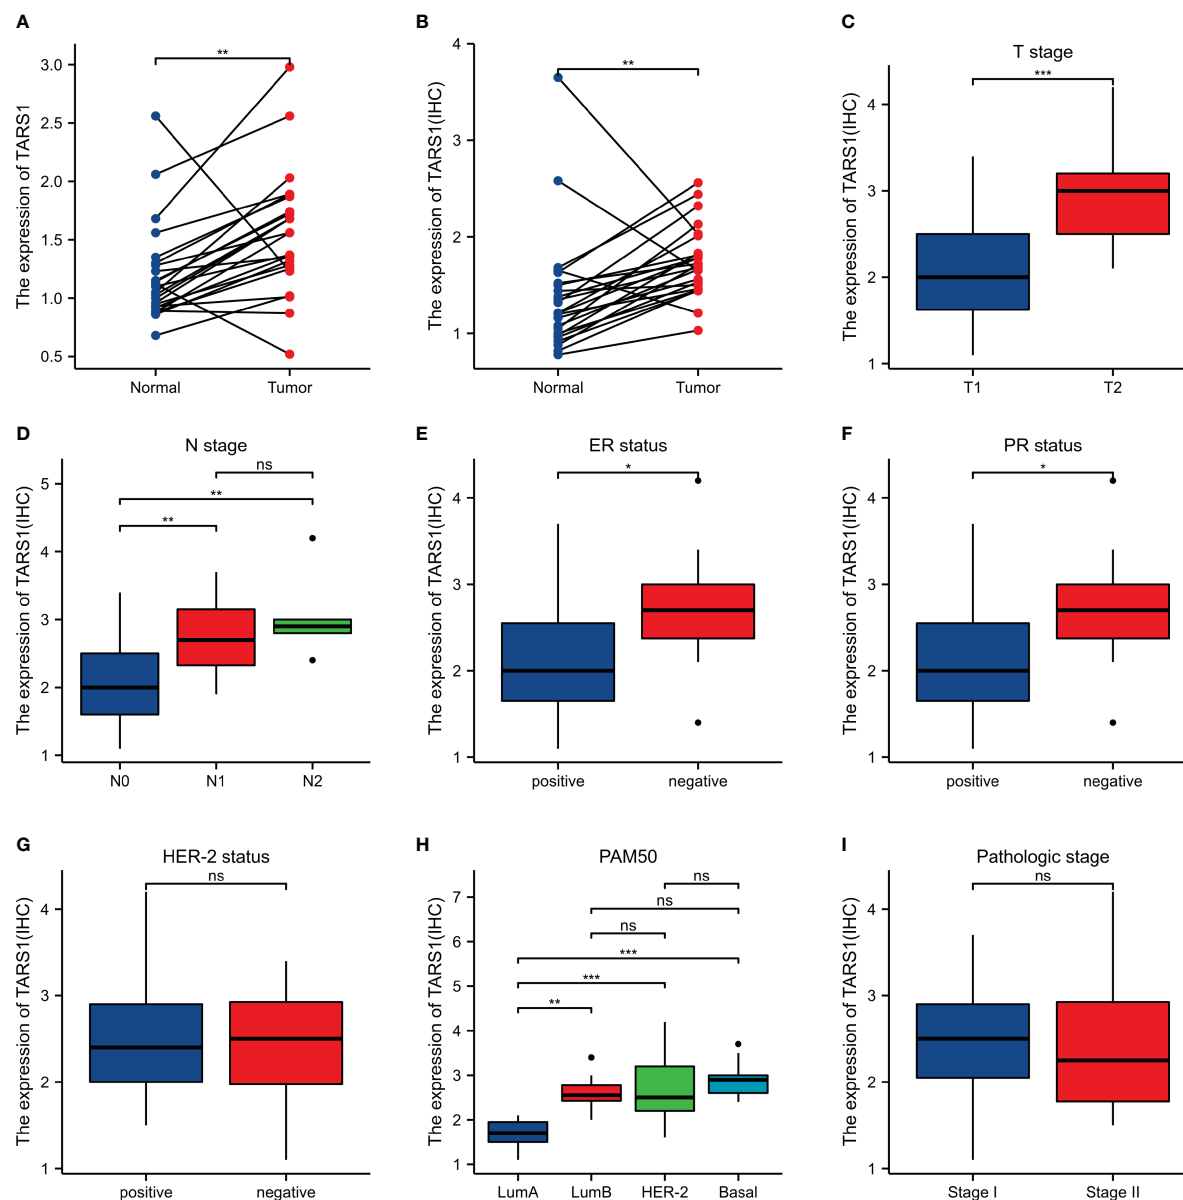 A
The expression of TARS1
3.0
2.5
2.0
1.5
1.0
0.5
**
Normal Tumor
B
The expression of TARS1(IHC)
4
3
2
1
**
Normal Tumor
C
T stage
The expression of TARS1(IHC)
4
3
2
1
***
T1 T2
D
N stage
The expression of TARS1(IHC)
5
4
3
2
1
ns
**
**
N0 N1 N2
E
ER status
The expression of TARS1(IHC)
4
3
2
1
*
positive negative
F
PR status
The expression of TARS1(IHC)
4
3
2
1
*
positive negative
G
HER-2 status
The expression of TARS1(IHC)
4
3
2
1
ns
positive negative
H
PAM50
The expression of TARS1(IHC)
7
6
5
4
3
2
1
ns
ns
ns
***
***
**
LumA LumB HER-2 Basal
I
Pathologic stage
The expression of TARS1(IHC)
4
3
2
1
ns
Stage I Stage II